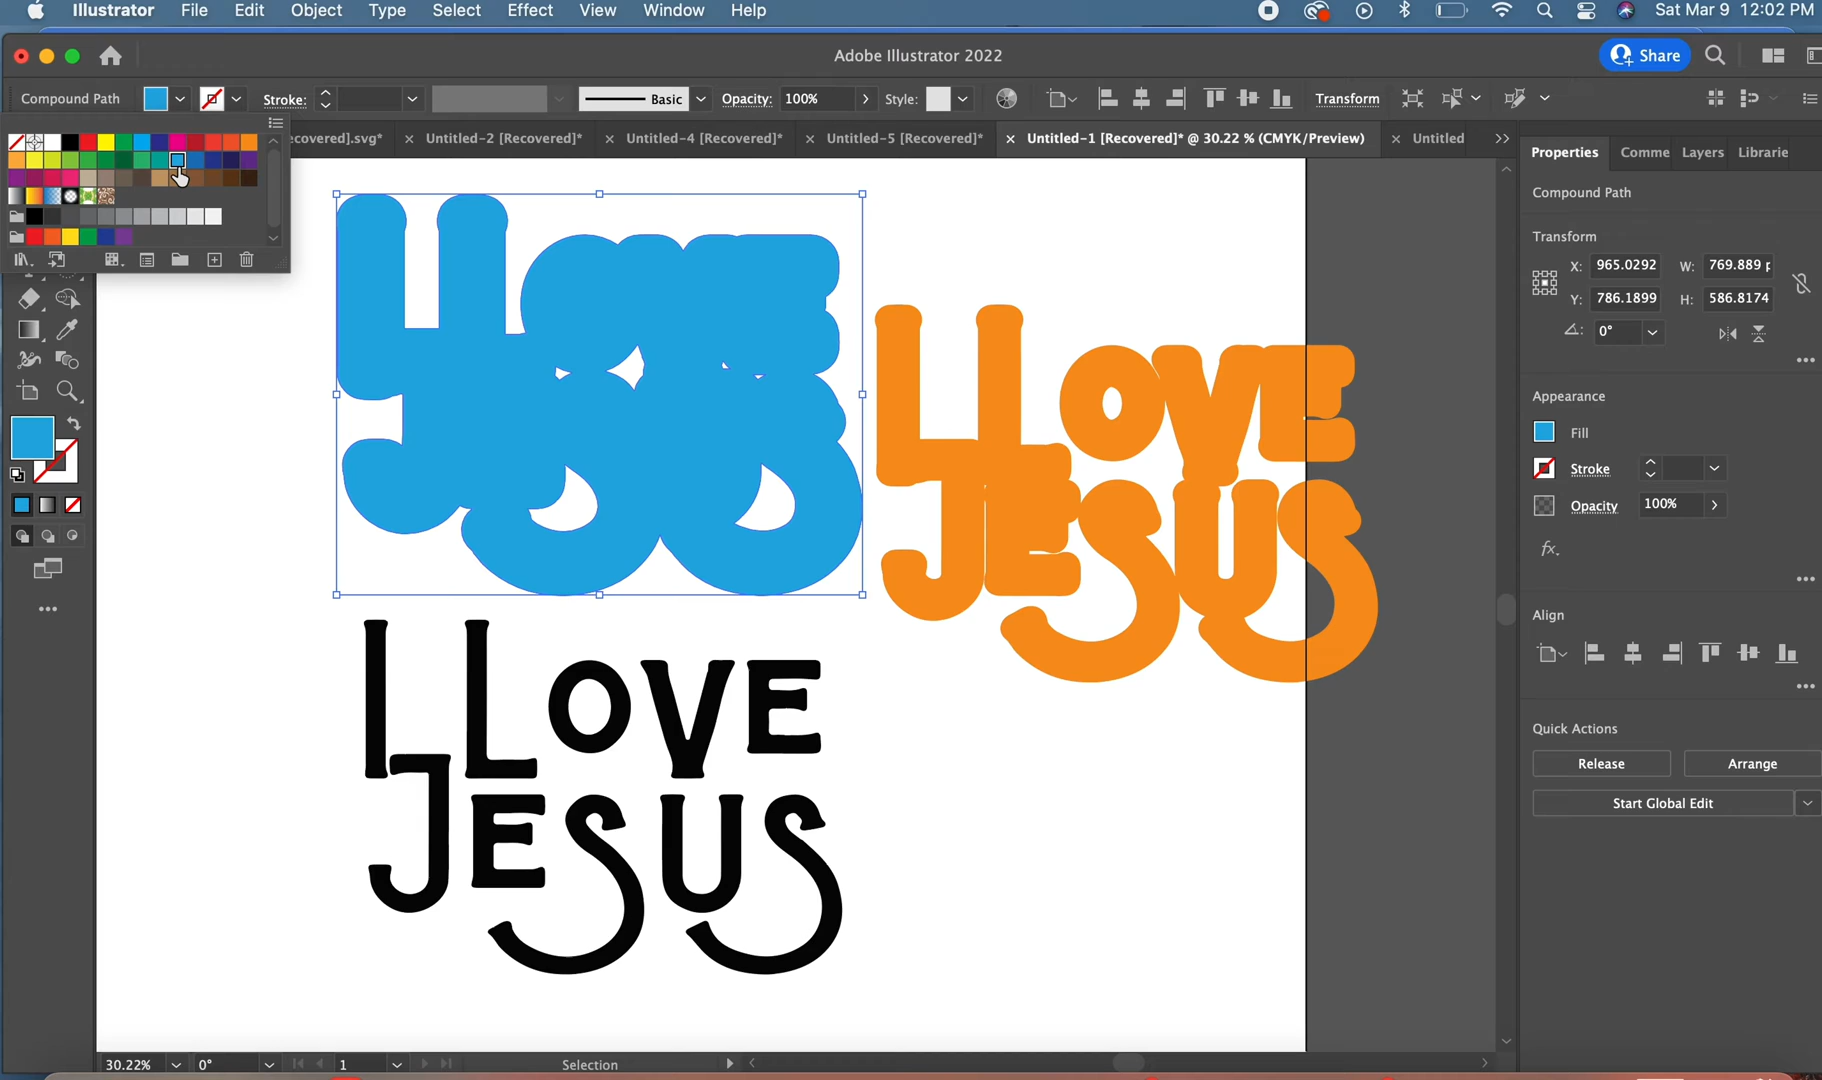 Illustrator File Edit Object Type Select Effect View Window Help Sat Mar 9 12:02 PM
Adobe Illustrator 2022 Share
Compound Path Stroke: Basic Opacity: 100% Style: Transform
ecovered].svg* × Untitled-2 [Recovered]* × Untitled-4 [Recovered]* × Untitled-5 [Recovered]* × Untitled-1 [Recovered]* @ 30.22 % (CMYK/Preview) × Untitled
Properties Comme Layers Librarie
Compound Path
Transform
X: 965.0292 W: 769.889 p
Y: 786.1899 H: 586.8174
0°
Appearance
Fill
Stroke
Opacity 100%
fx.
Align
Quick Actions
Release Arrange
Start Global Edit
I LOVE
JESUS
I LOVE
JESUS
I LOVE
JESUS
30.22% 0° 1 Selection